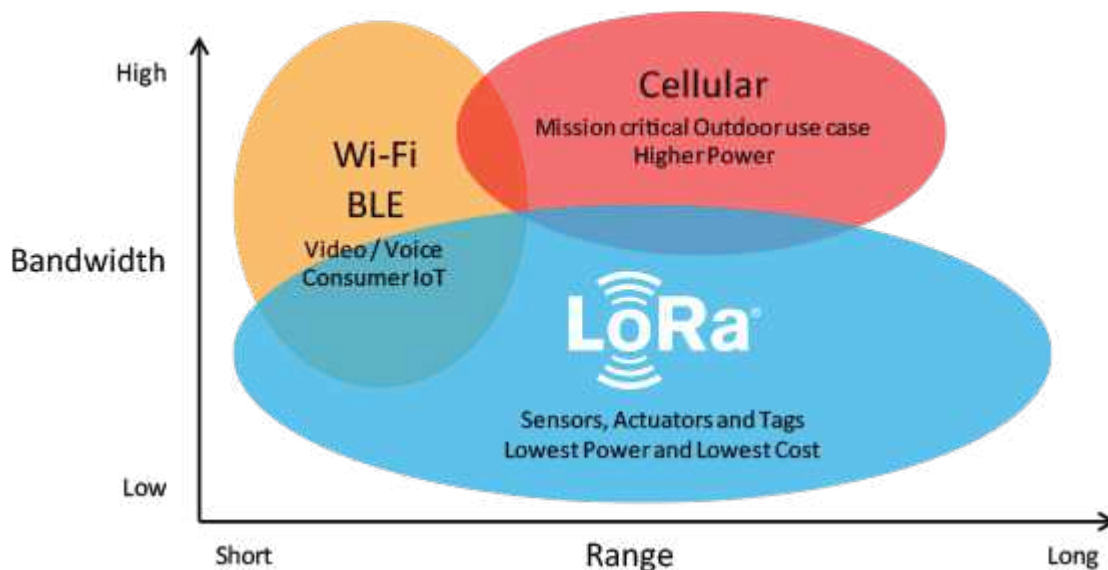 High
Cellular
Mission critical Outdoor use case
Higher Power
Wi-Fi
BLE
Video / Voice
Consumer IoT
Bandwidth
LoRa®
Sensors, Actuators and Tags
Lowest Power and Lowest Cost
Low
Short
Range
Long